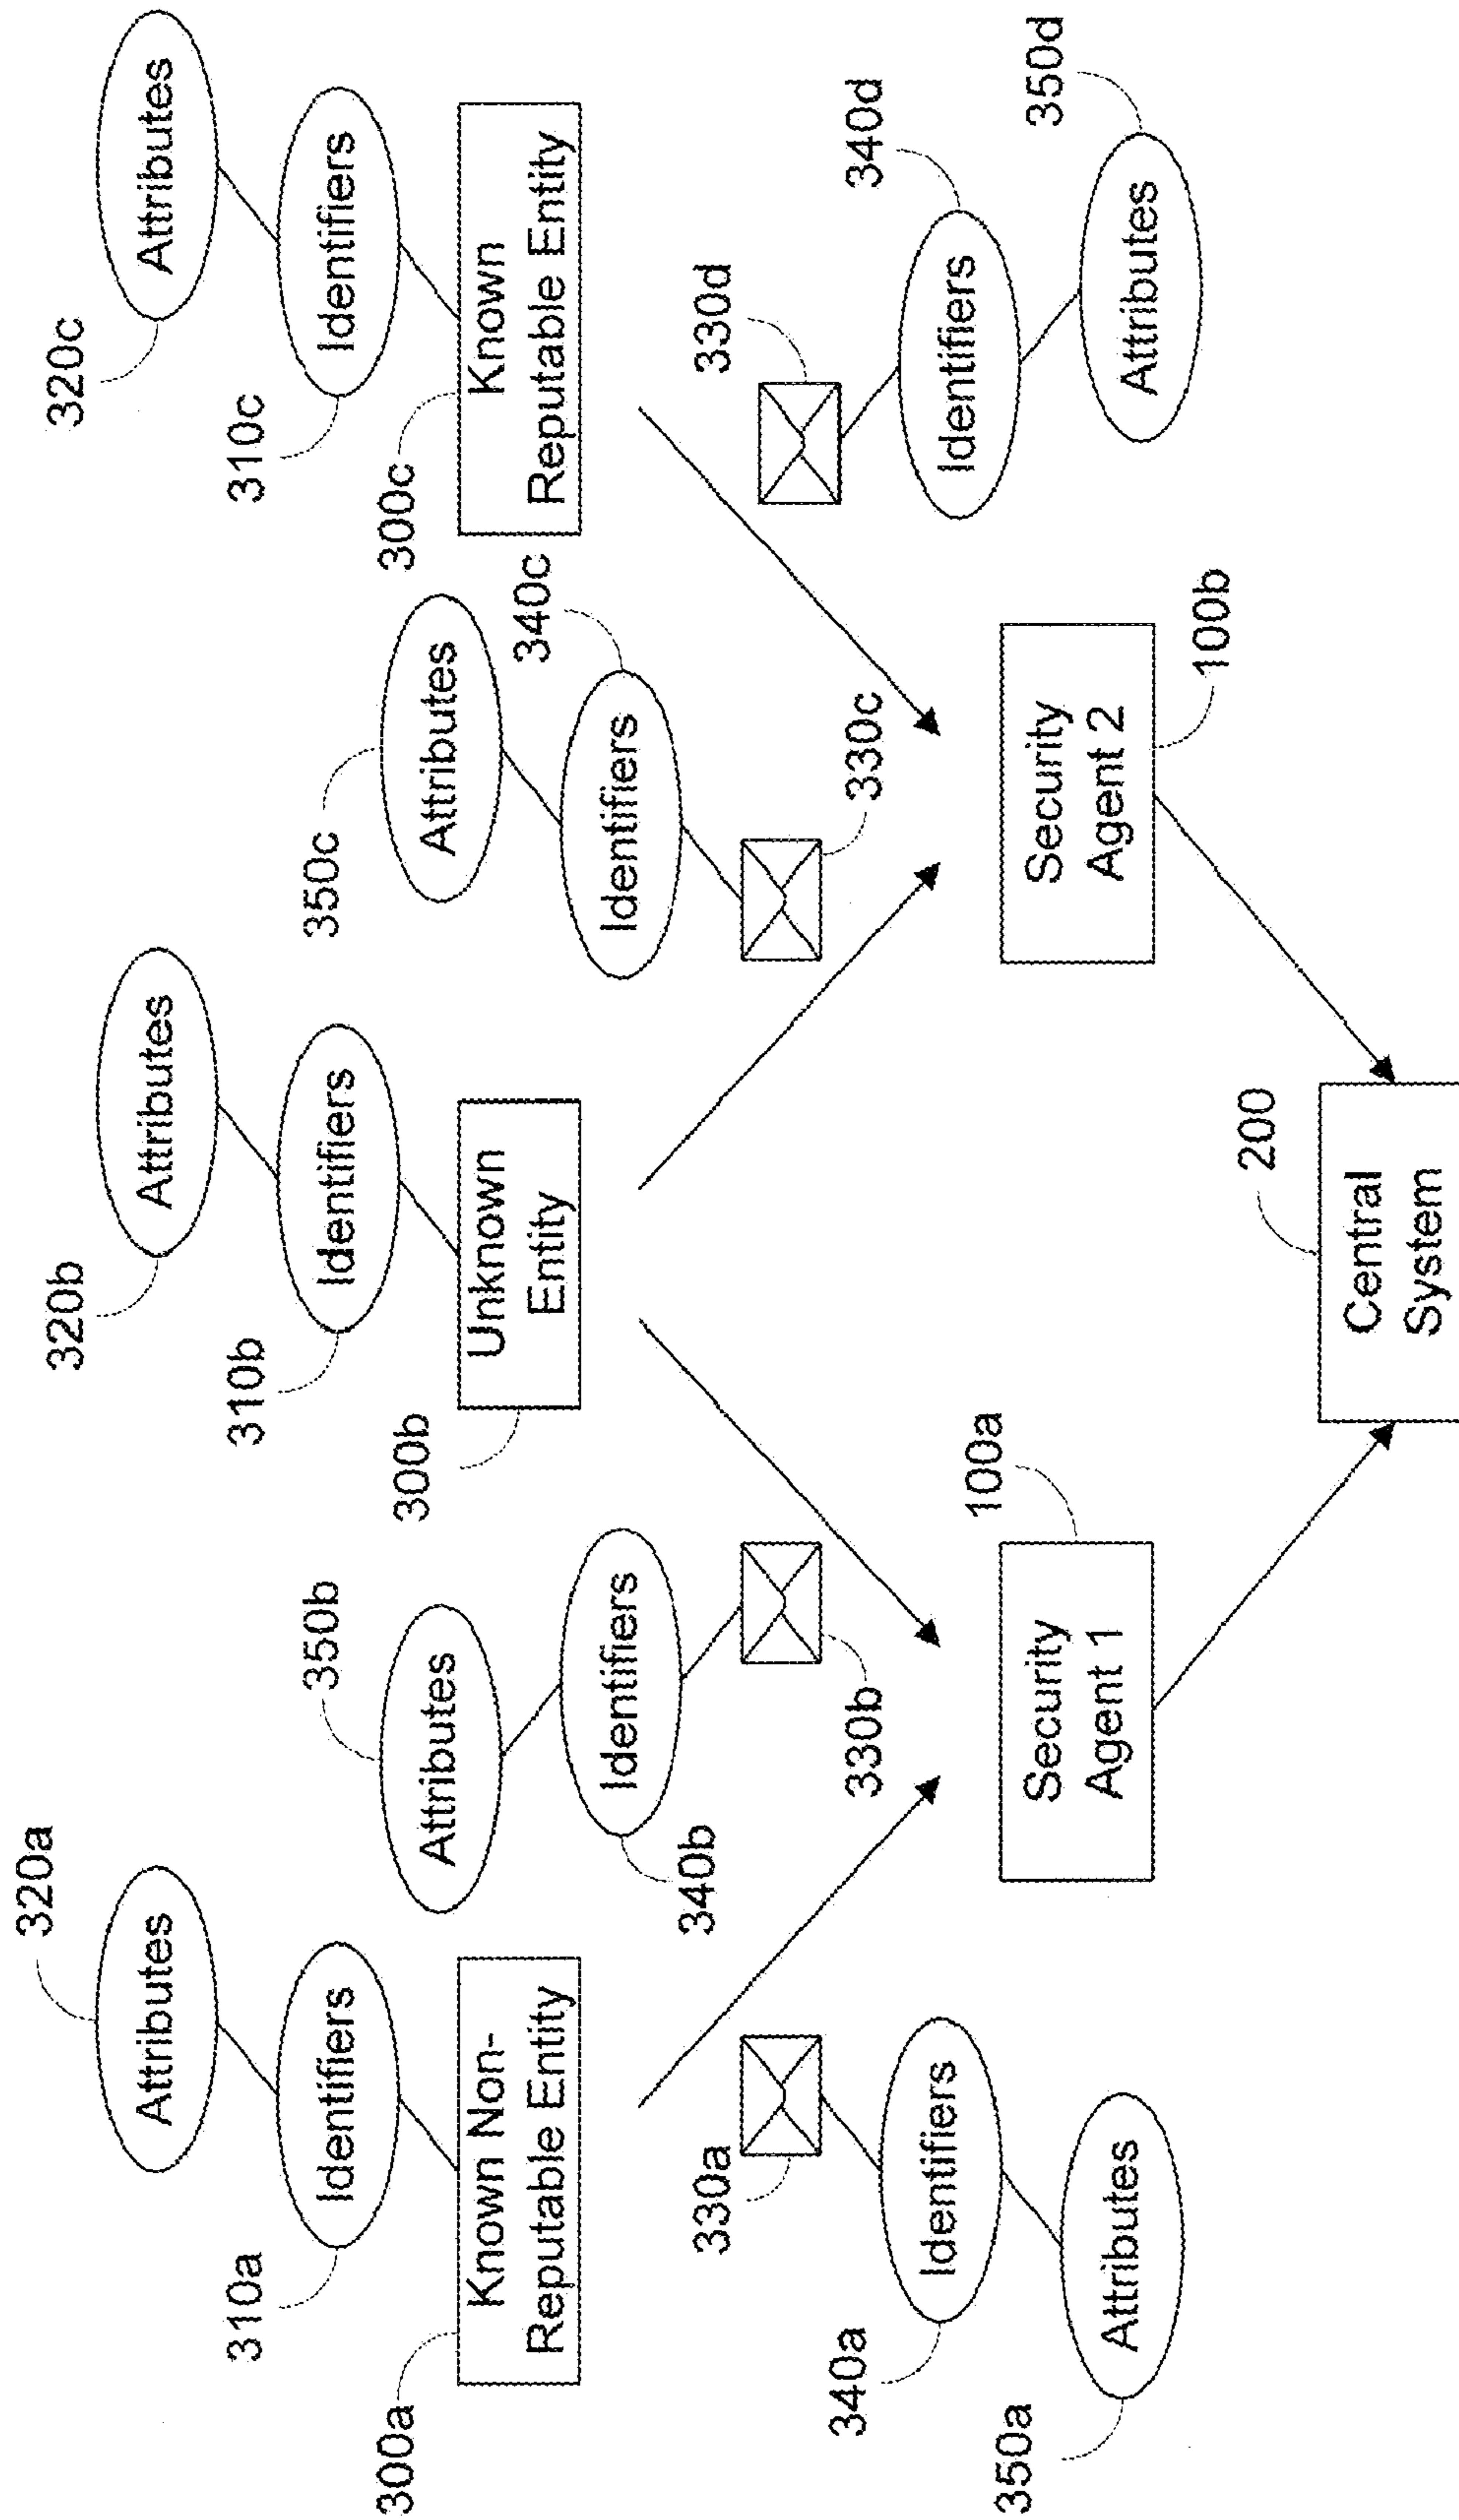 320a
320b
320c
Attributes
Attributes
Attributes
310a
310b
310c
Identifiers
Identifiers
Identifiers
300a
300b
300c
Known Non-
Reputable Entity
Unknown
Entity
Known
Reputable Entity
350b
350c
Attributes
Attributes
340b
340c
Identifiers
Identifiers
330a
330b
330c
330d
340a
340d
Identifiers
Identifiers
350a
350d
Attributes
Attributes
100a
100b
Security
Agent 1
Security
Agent 2
200
Central
System